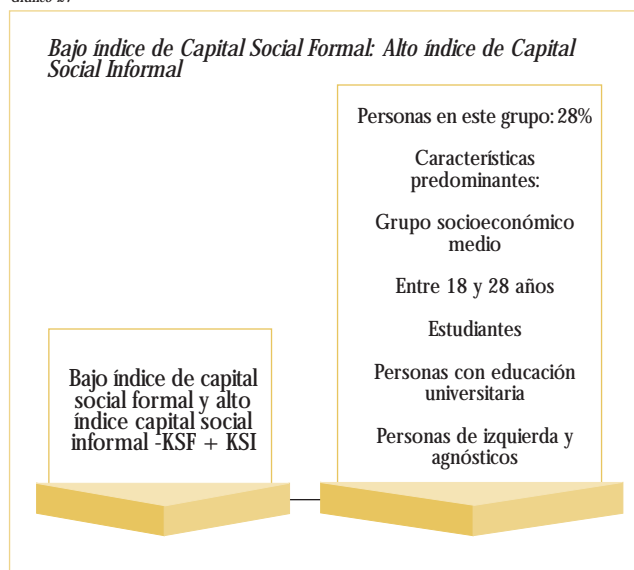 Bajo índice de Capital Social Formal: Alto índice de Capital
Social Informal
Bajo índice de capital
social formal y alto
índice capital social
informal -KSF + KSI
Personas en este grupo: 28%
Características
predominantes:
Grupo socioeconómico
medio
Entre 18 y 28 años
Estudiantes
Personas con educación
universitaria
Personas de izquierda y
agnósticos